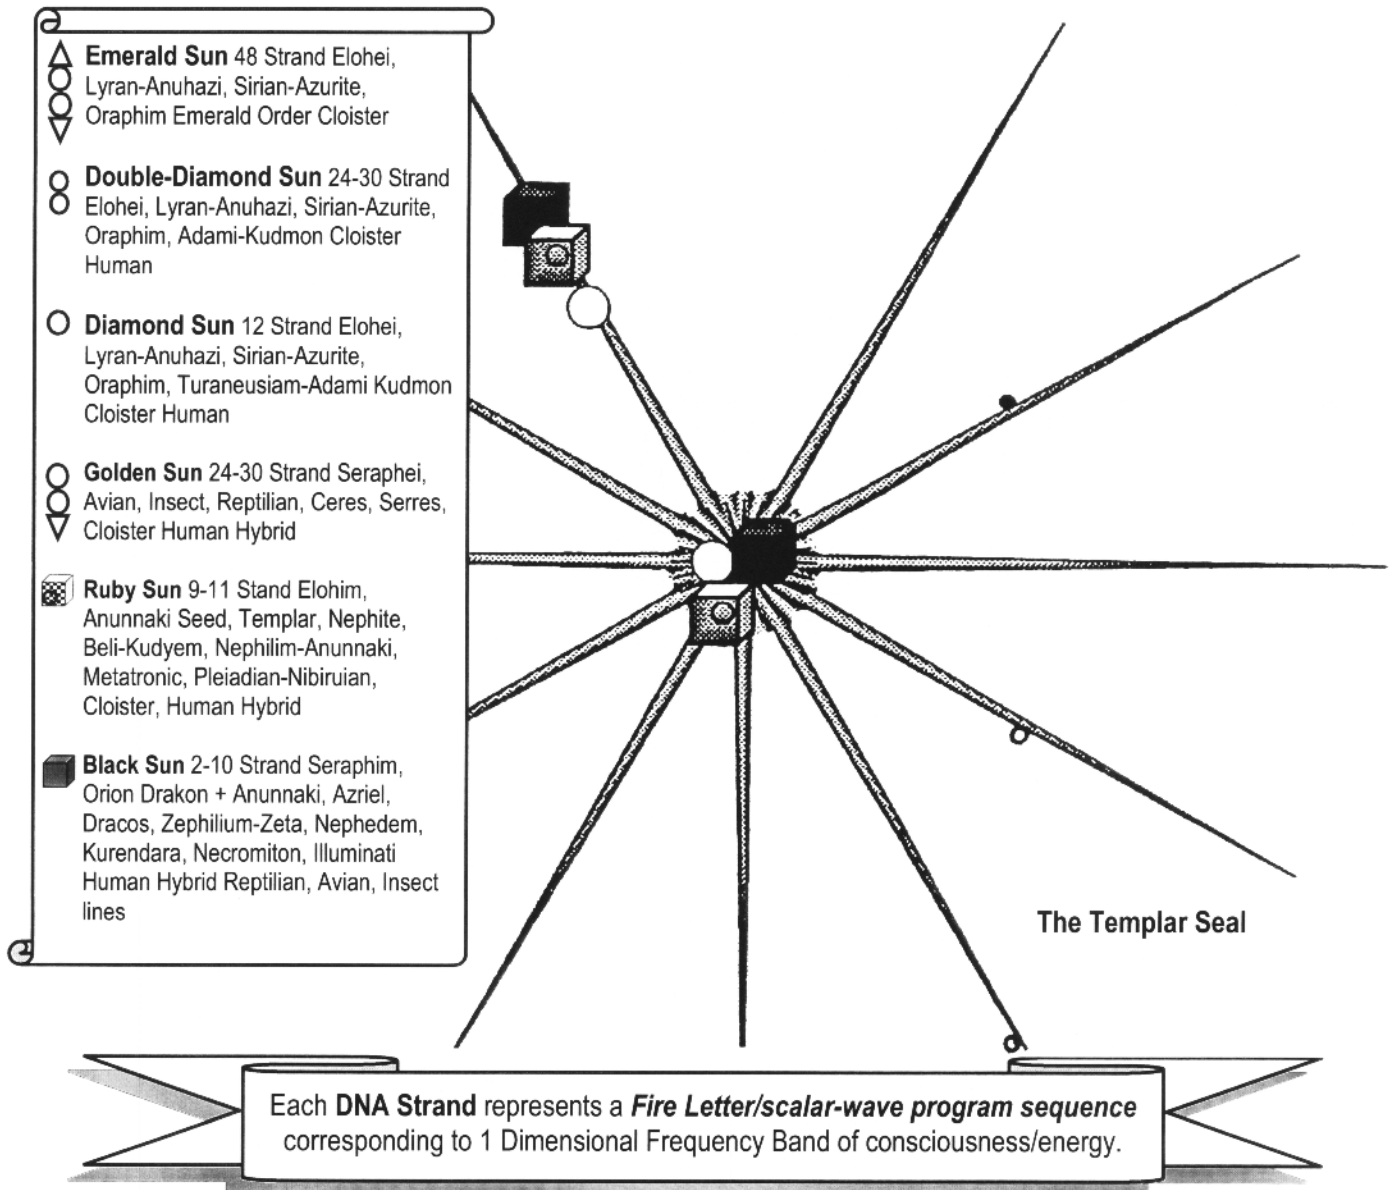 Emerald Sun 48 Strand Elohei,
Lyran-Anuhazi, Sirian-Azurite,
Oraphim Emerald Order Cloister
Double-Diamond Sun 24-30 Strand
Elohei, Lyran-Anuhazi, Sirian-Azurite,
Oraphim, Adami-Kudmon Cloister
Human
Diamond Sun 12 Strand Elohei,
Lyran-Anuhazi, Sirian-Azurite,
Oraphim, Turaneusiam-Adami Kudmon
Cloister Human
Golden Sun 24-30 Strand Seraphei,
Avian, Insect, Reptilian, Ceres, Serres,
Cloister Human Hybrid
Ruby Sun 9-11 Stand Elohim,
Anunnaki Seed, Templar, Nephite,
Beli-Kudyem, Nephilim-Anunnaki,
Metatronic, Pleiadian-Nibiruian,
Cloister, Human Hybrid
Black Sun 2-10 Strand Seraphim,
Orion Drakon + Anunnaki, Azriel,
Dracos, Zephilium-Zeta, Nephedem,
Kurendara, Necromiton, Illuminati
Human Hybrid Reptilian, Avian, Insect
lines
The Templar Seal
Each DNA Strand represents a Fire Letter/scalar-wave program sequence
corresponding to 1 Dimensional Frequency Band of consciousness/energy.